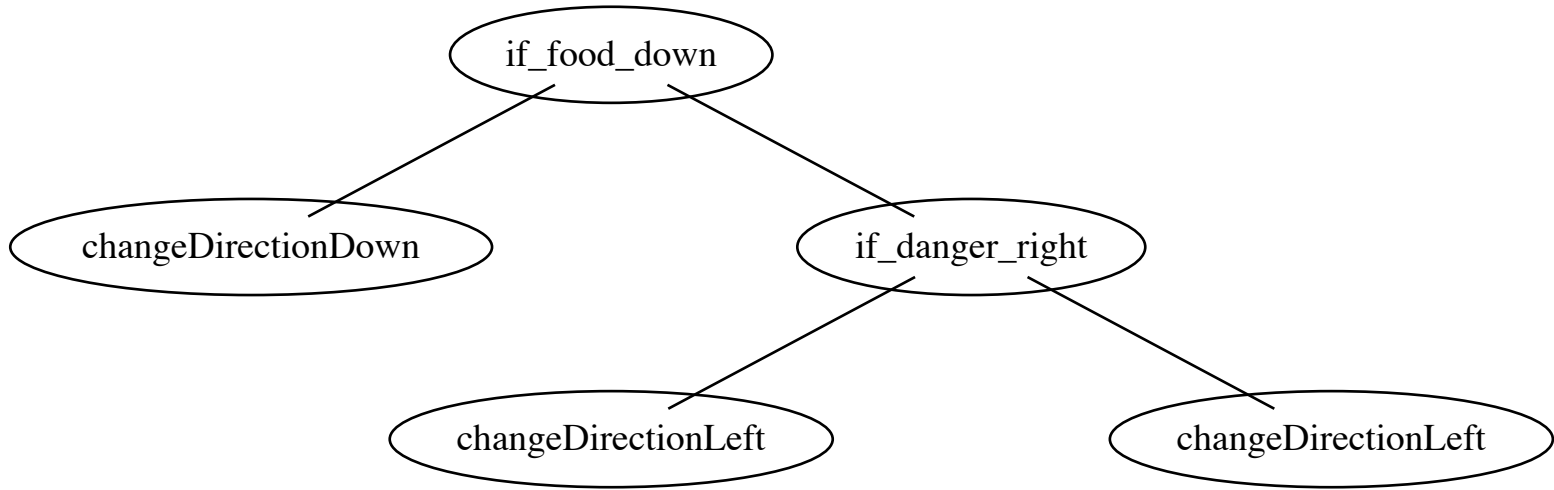 if_food_down
changeDirectionDown
if_danger_right
changeDirectionLeft
changeDirectionLeft